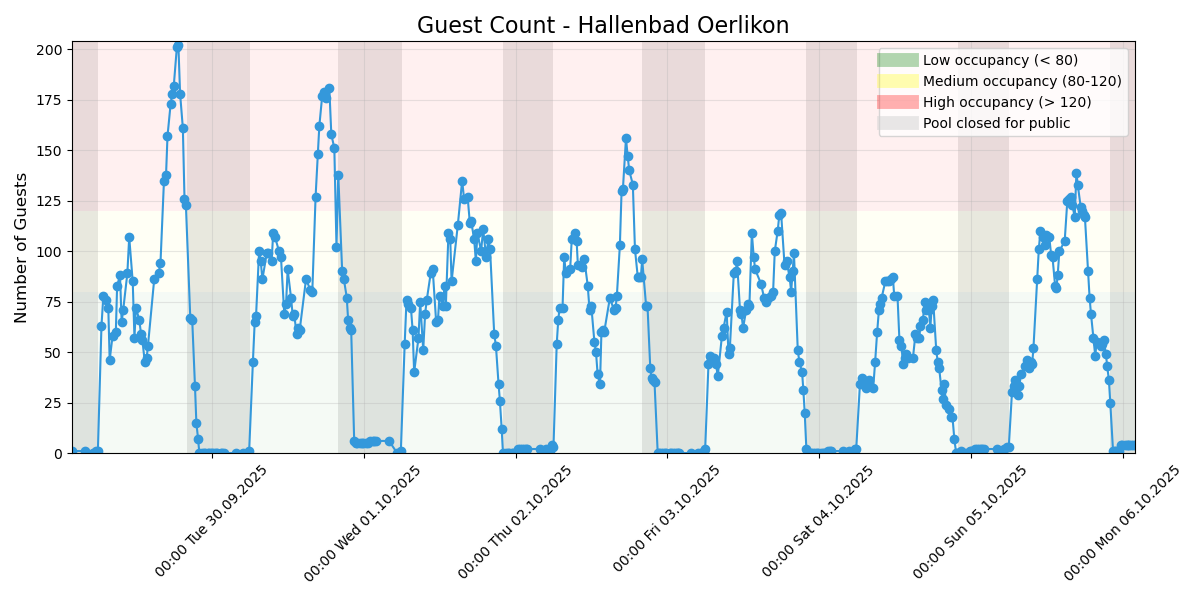 Guest Count - Hallenbad Oerlikon
Low occupancy (< 80)
Medium occupancy (80-120)
High occupancy (> 120)
Pool closed for public
Number of Guests
200
175
150
125
100
75
50
25
0
00:00 Tue 30.09.2025
00:00 Wed 01.10.2025
00:00 Thu 02.10.2025
00:00 Fri 03.10.2025
00:00 Sat 04.10.2025
00:00 Sun 05.10.2025
00:00 Mon 06.10.2025